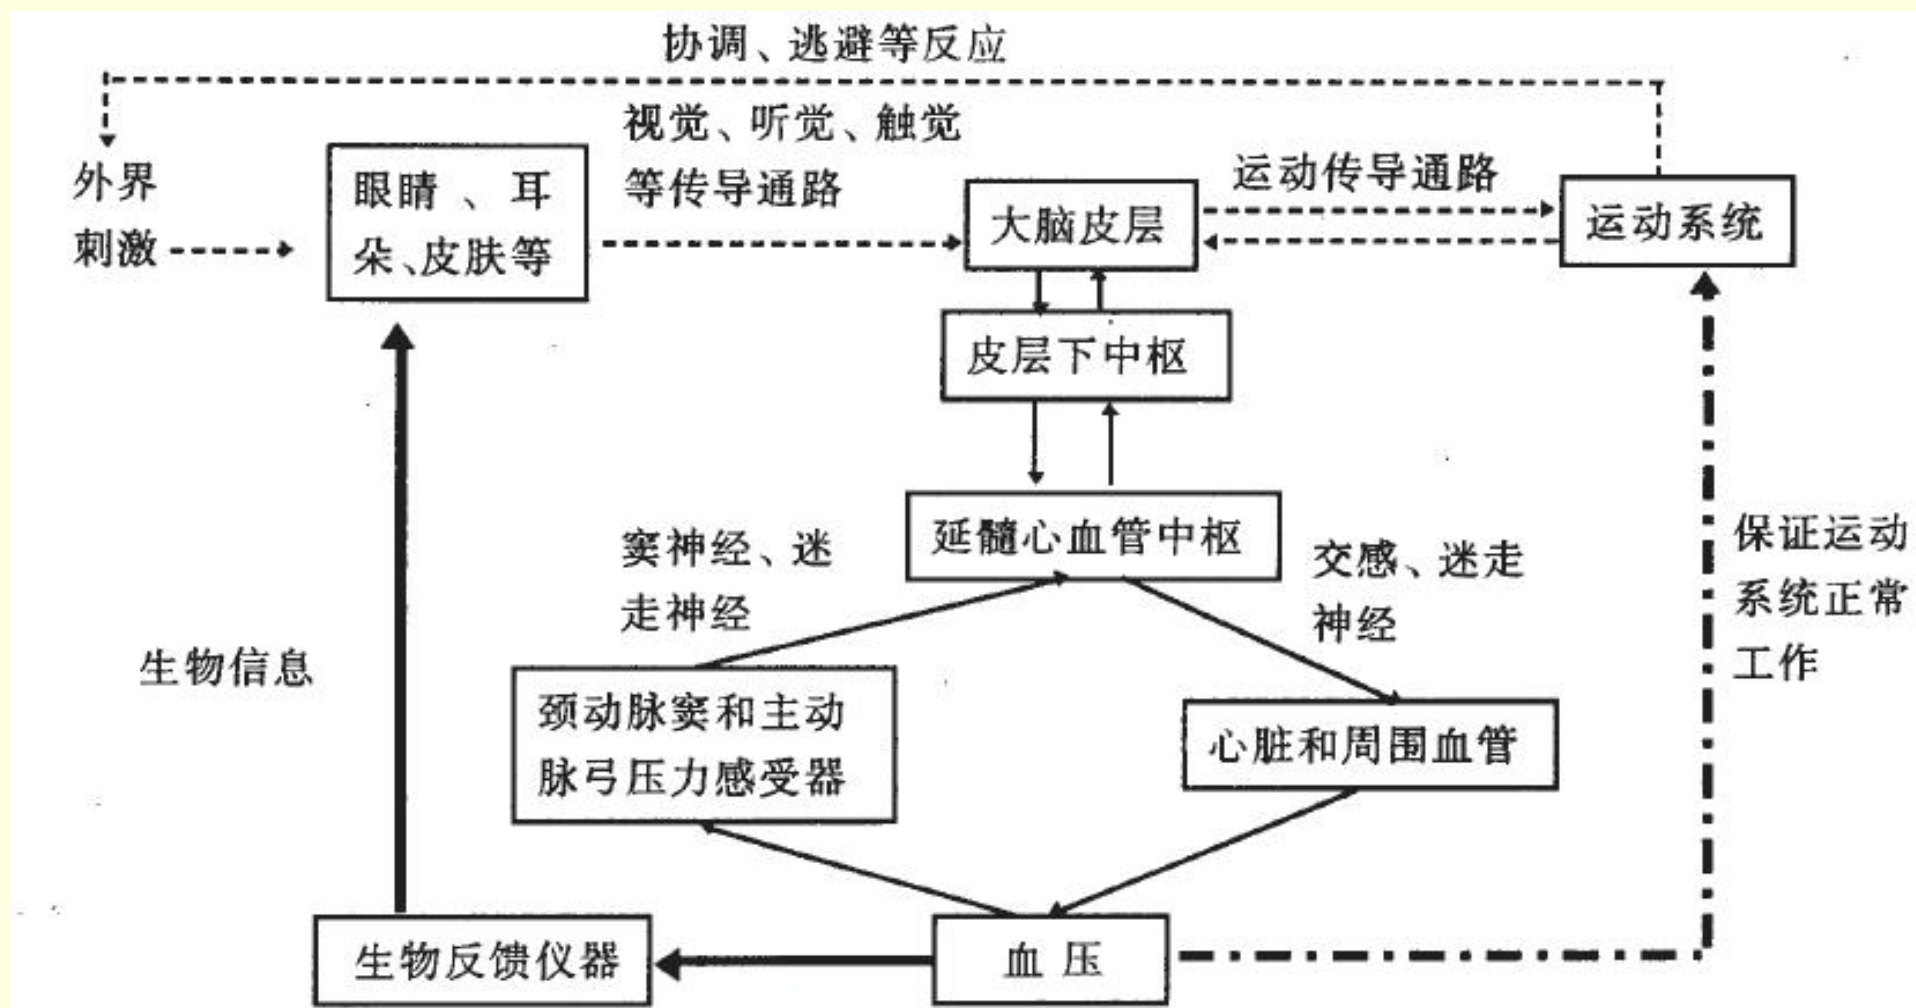 协调、逃避等反应
视觉、听觉、触觉
等传导通路
外界
刺激
眼睛、耳
朵、皮肤等
大脑皮层
运动传导通路
运动系统
皮层下中枢
延髓心血管中枢
窦神经、迷
走神经
交感、迷走
神经
保证运动
系统正常
工作
生物信息
颈动脉窦和主动
脉弓压力感受器
心脏和周围血管
生物反馈仪器
血压